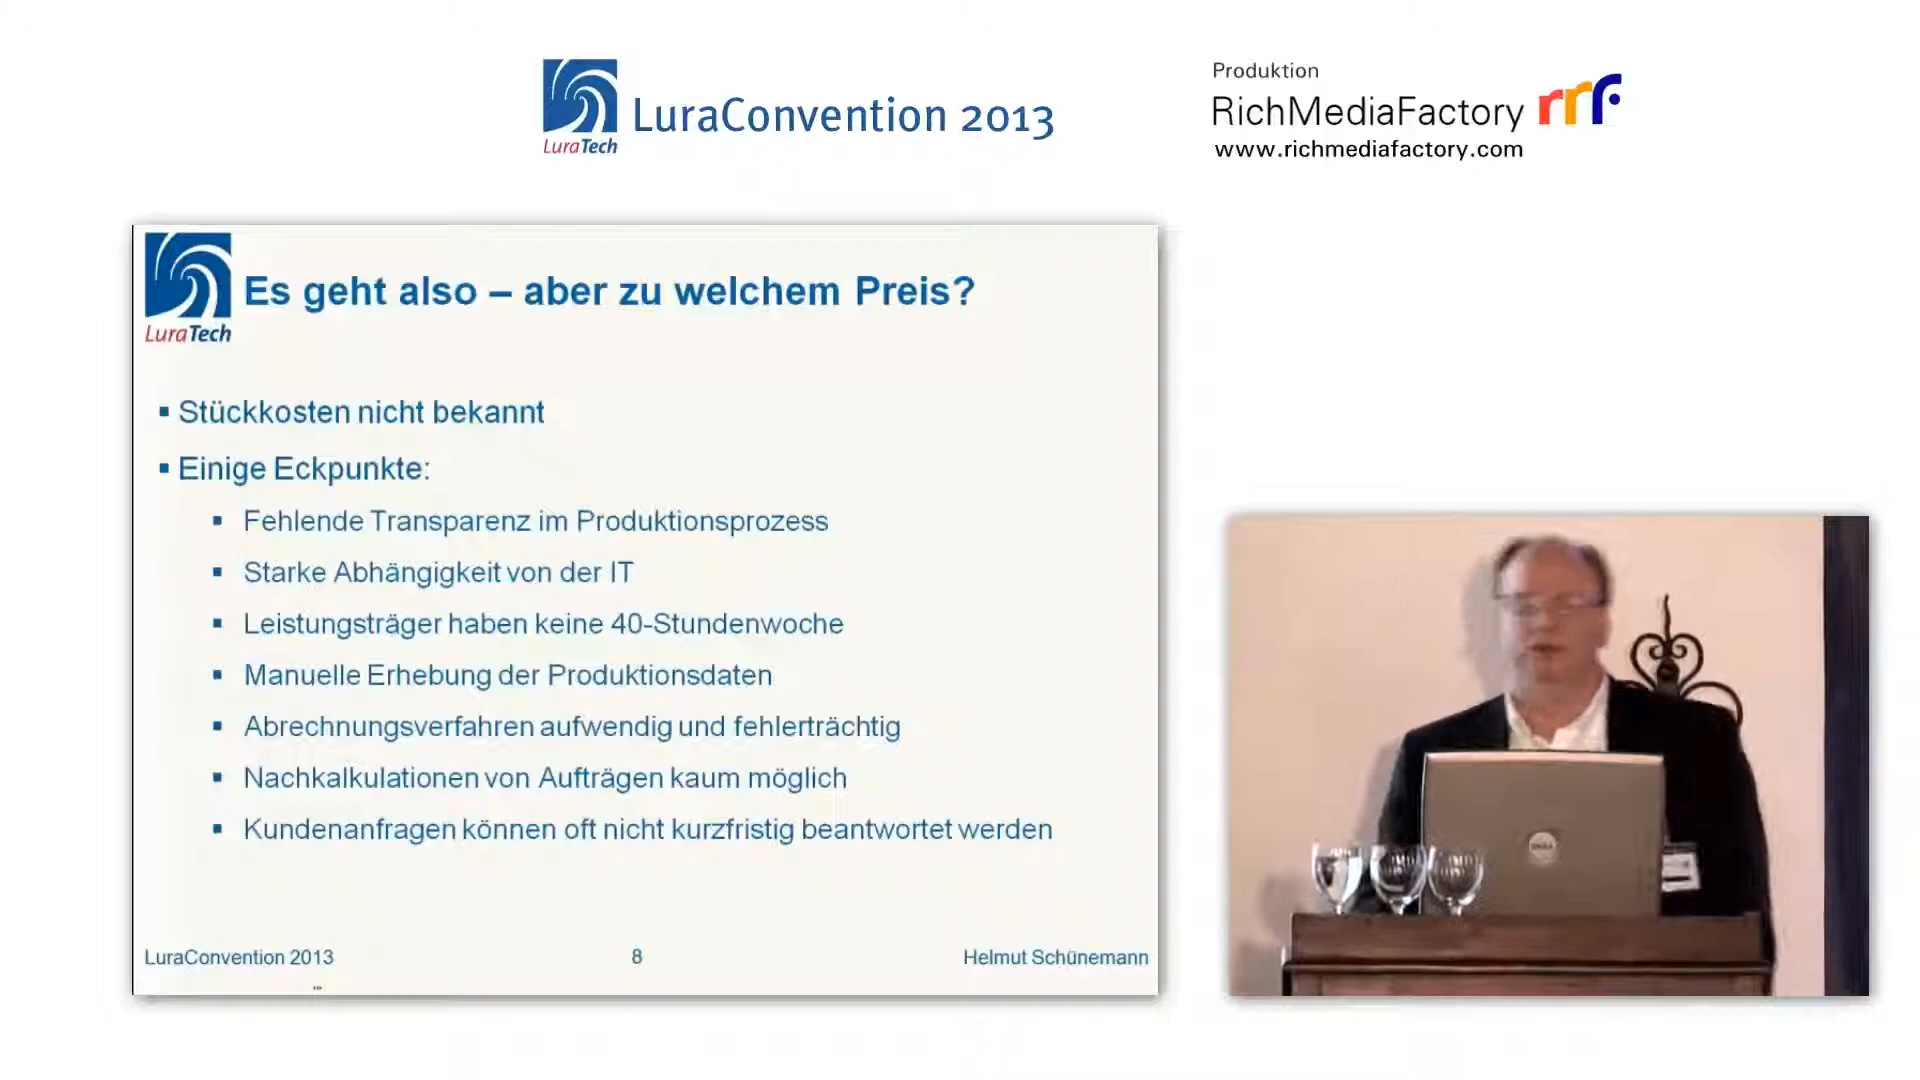 LuraTech
LuraConvention 2013
Produktion
RichMediaFactory rmf
www.richmediafactory.com
LuraTech
Es geht also – aber zu welchem Preis?
▪ Stückkosten nicht bekannt
▪ Einige Eckpunkte:
▪ Fehlende Transparenz im Produktionsprozess
▪ Starke Abhängigkeit von der IT
▪ Leistungsträger haben keine 40-Stundenwoche
▪ Manuelle Erhebung der Produktionsdaten
▪ Abrechnungsverfahren aufwendig und fehlerträchtig
▪ Nachkalkulationen von Aufträgen kaum möglich
▪ Kundenanfragen können oft nicht kurzfristig beantwortet werden
LuraConvention 2013
8
Helmut Schünemann
DELL